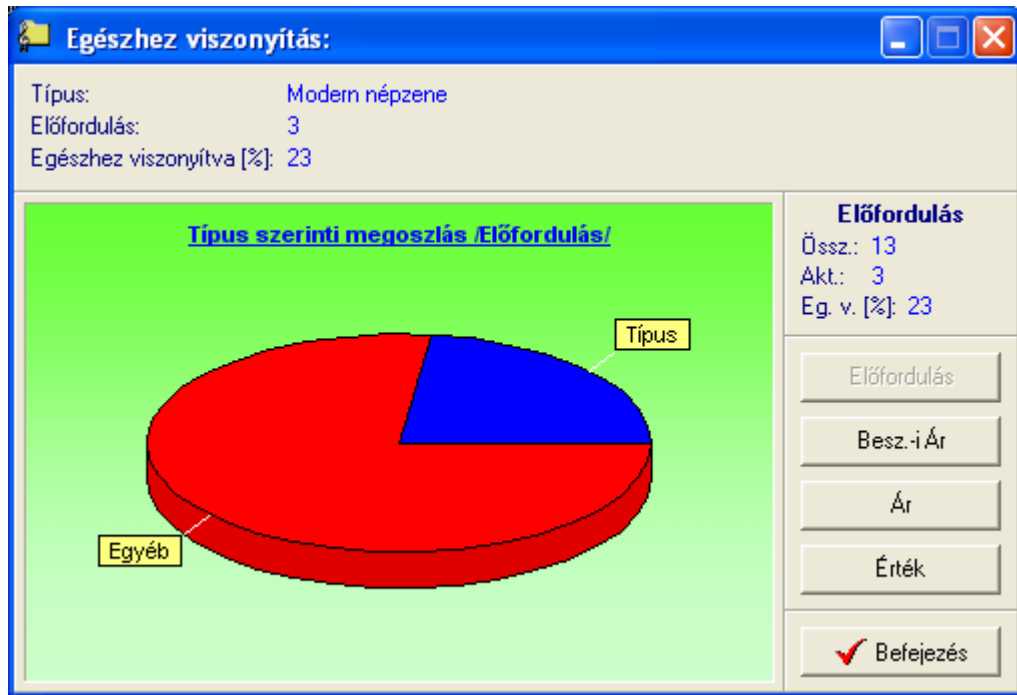 Egészhez viszonyítás:
Típus: Modern népzene
Előfordulás: 3
Egészhez viszonyítva [%]: 23
Típus szerinti megoszlás /Előfordulás/
Típus
Egyéb
Előfordulás
Össz.: 13
Akt.: 3
Eg. v. [%]: 23
Előfordulás
Besz.-i Ár
Ár
Érték
Befejezés